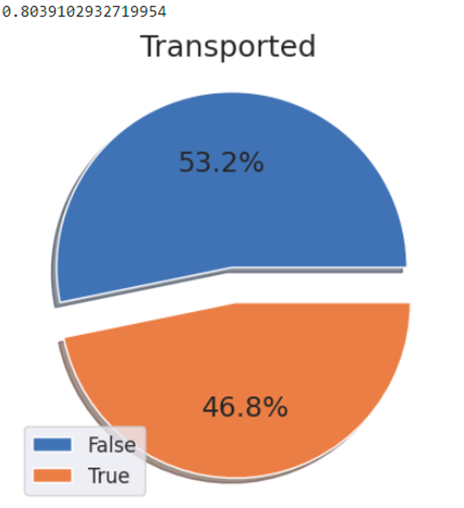 0.8039102932719954
Transported
53.2%
46.8%
False
True